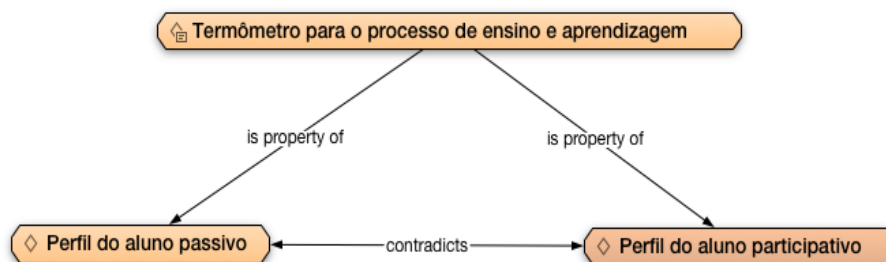 Termômetro para o processo de ensino e aprendizagem
is property of
is property of
Perfil do aluno passivo
contradicts
Perfil do aluno participativo